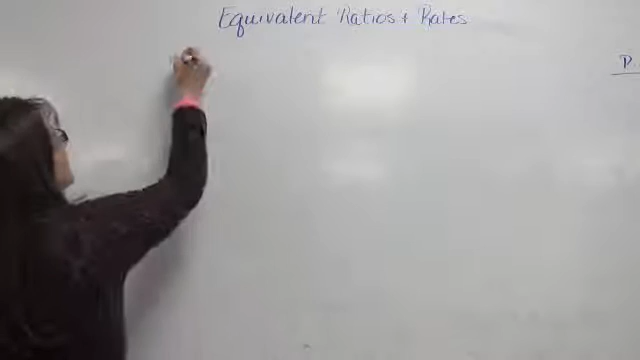 Equivalent Ratios + Rates
P.